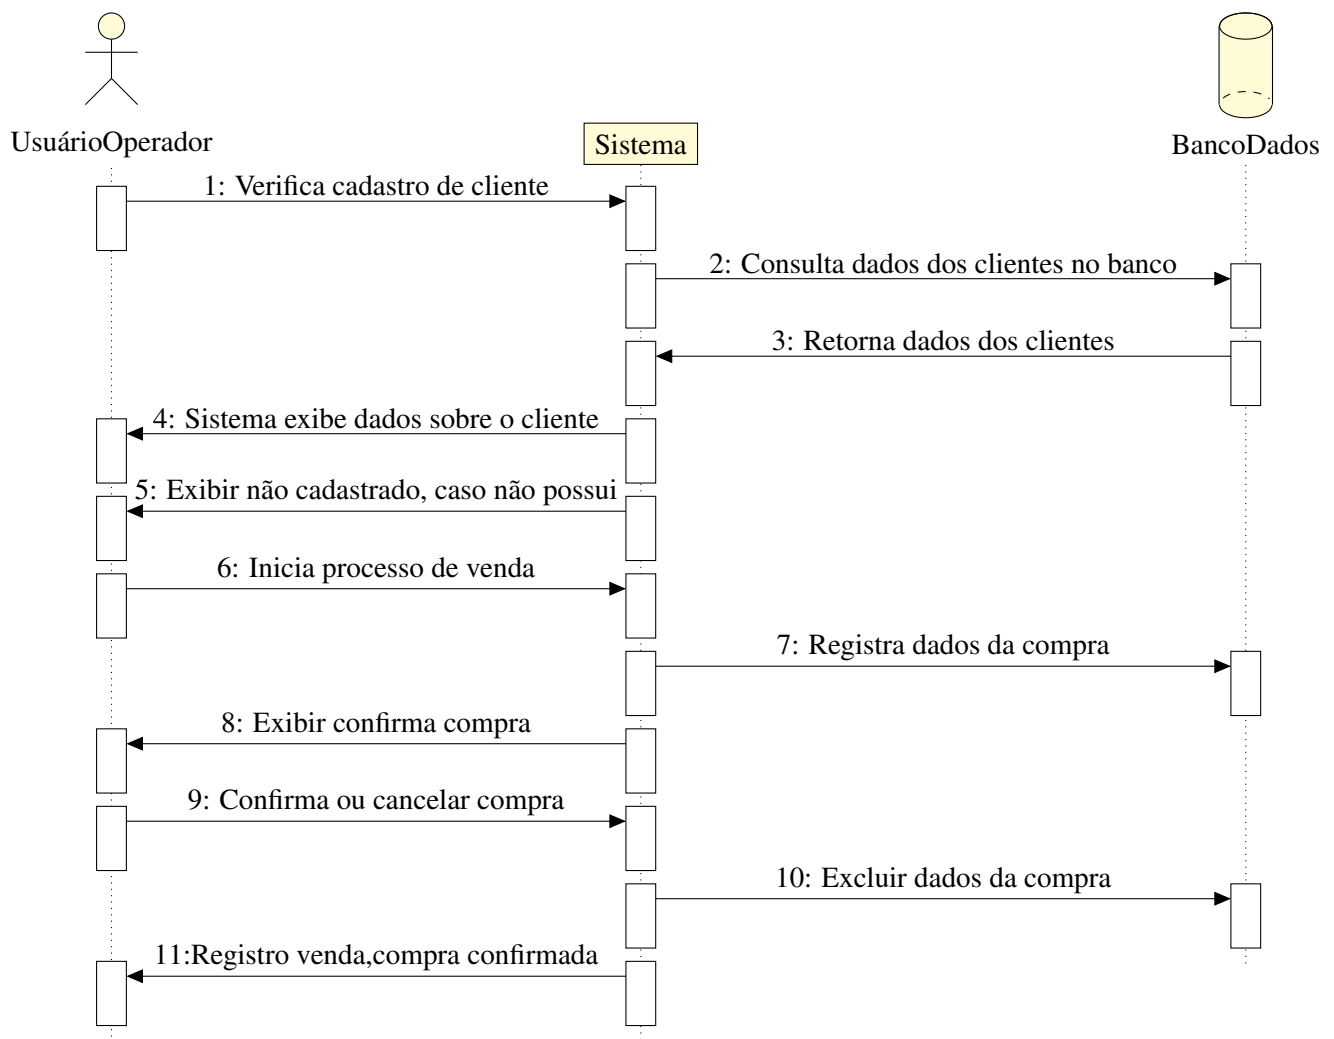 UsuárioOperador
Sistema
BancoDados
1: Verifica cadastro de cliente
2: Consulta dados dos clientes no banco
3: Retorna dados dos clientes
4: Sistema exibe dados sobre o cliente
5: Exibir não cadastrado, caso não possui
6: Inicia processo de venda
7: Registra dados da compra
8: Exibir confirma compra
9: Confirma ou cancelar compra
10: Excluir dados da compra
11:Registro venda,compra confirmada